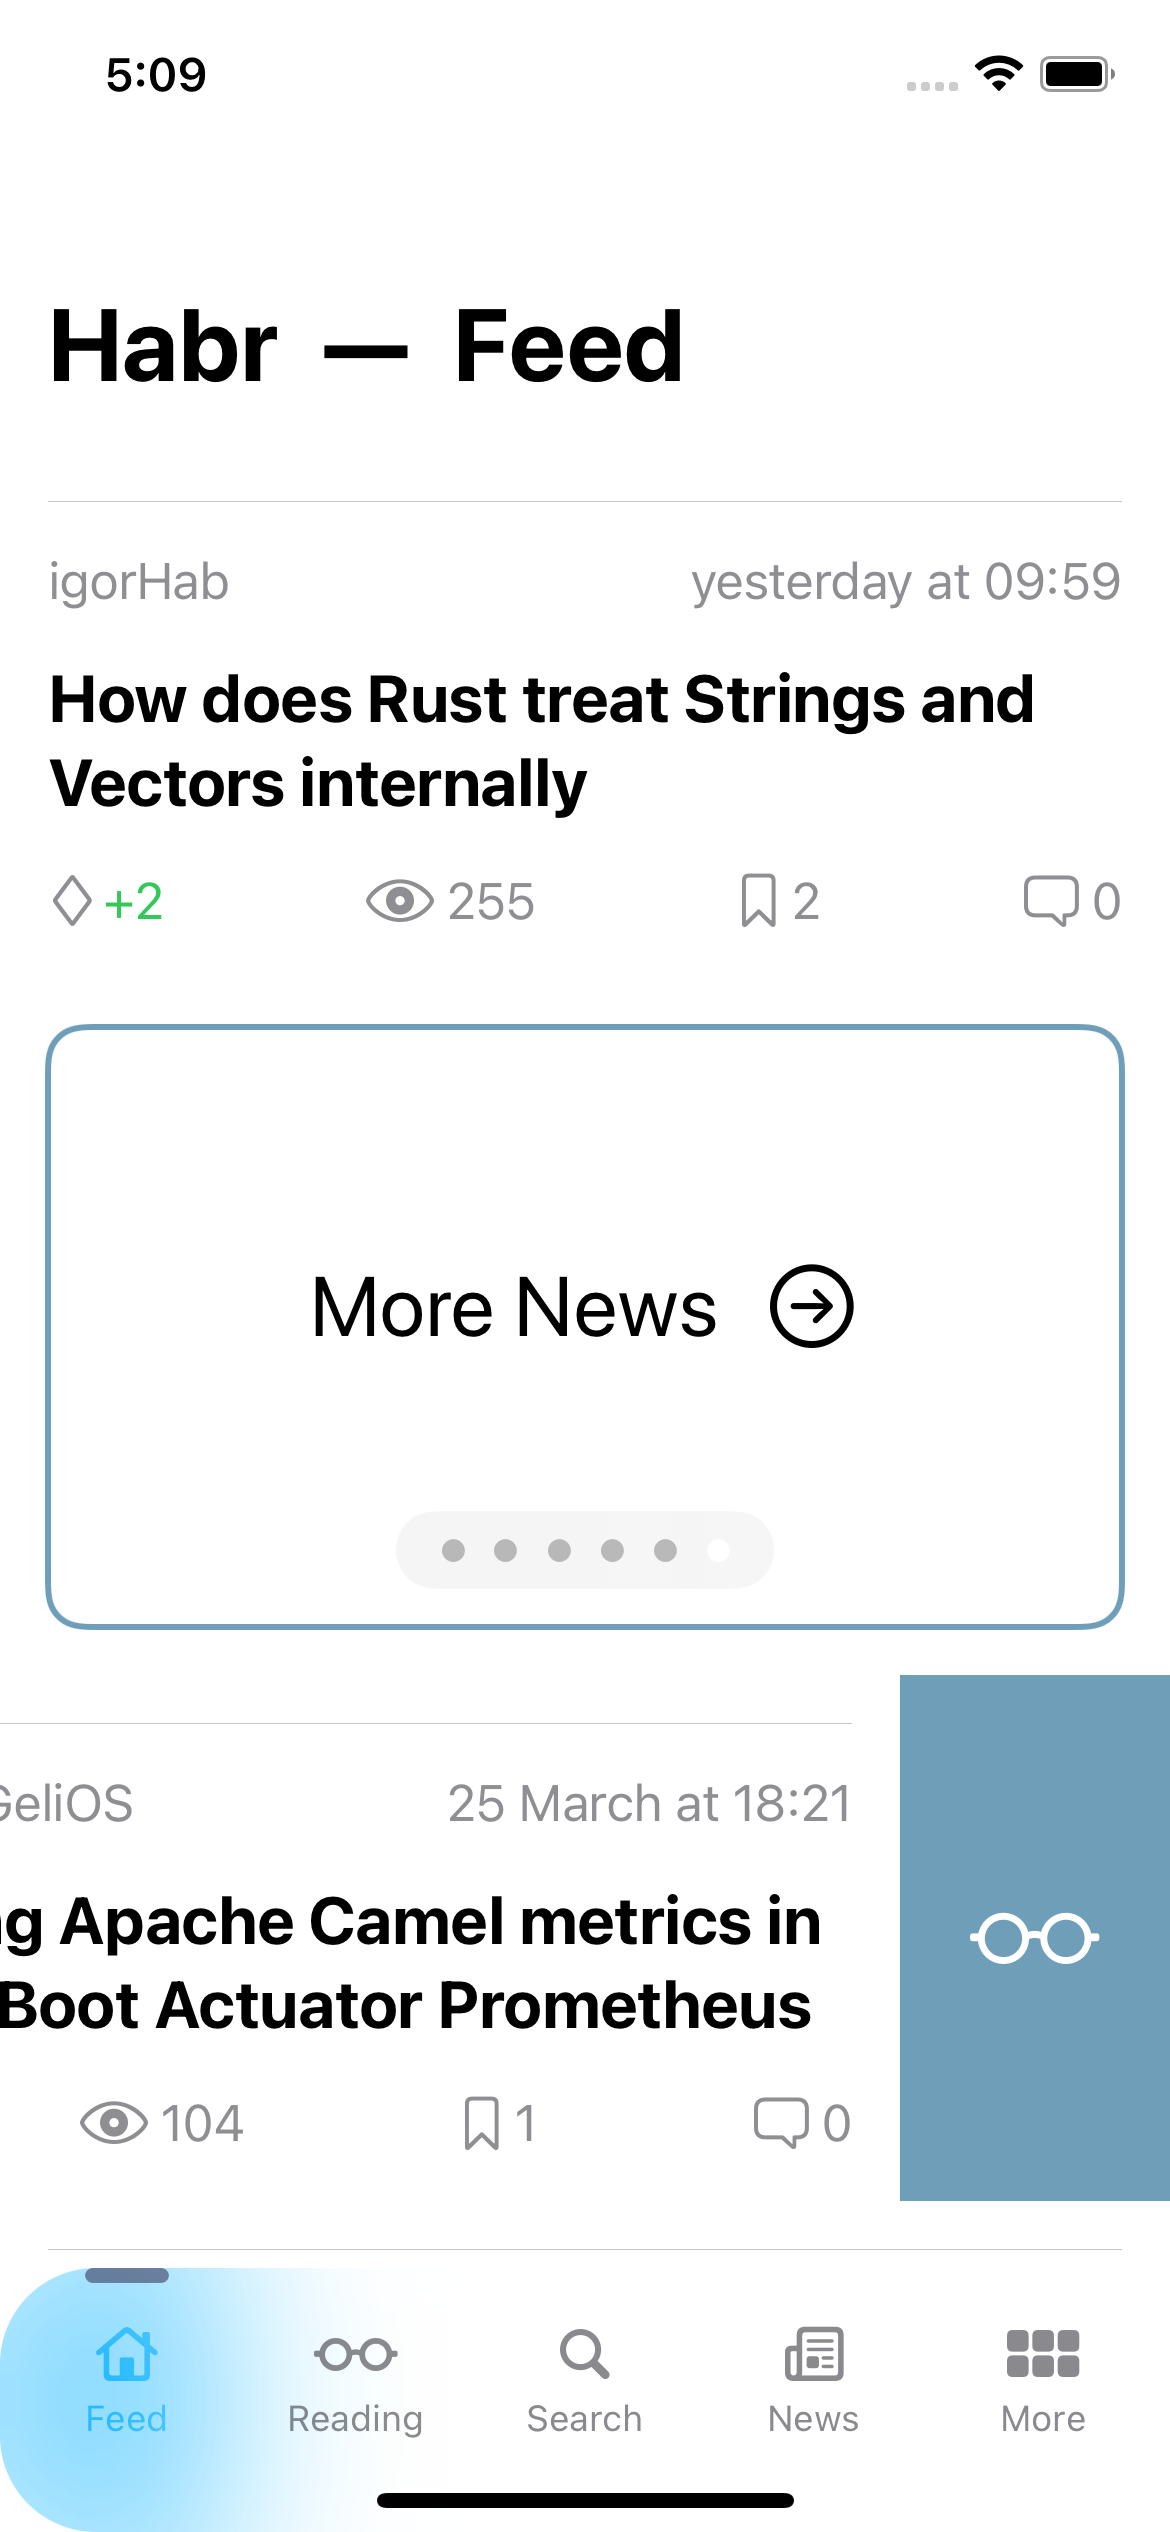 5:09
Habr — Feed
igorHab
yesterday at 09:59
How does Rust treat Strings and
Vectors internally
+2
255
2
0
More News
GeliOS
25 March at 18:21
Apache Camel metrics in
Boot Actuator Prometheus
104
1
0
Feed
Reading
Search
News
More